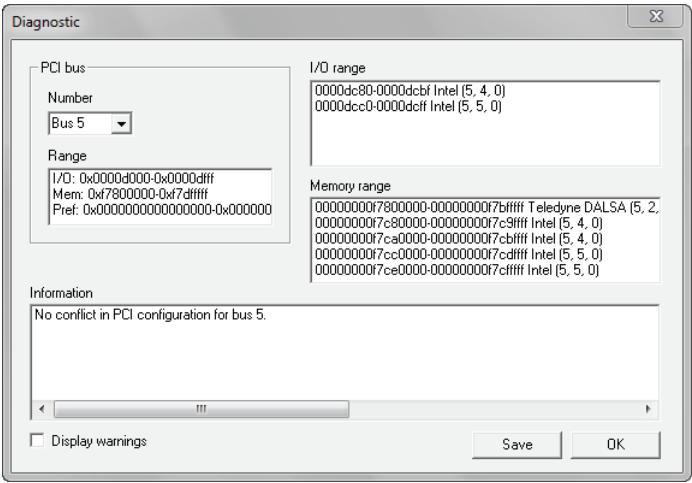 Diagnostic
PCI bus
Number
Bus 5
Range
I/O: 0x0000d000-0x0000dfff
Mem: 0xf7800000-0xf7dfffff
Pref: 0x0000000000000000-0x000000
I/O range
0000dc80-0000dcbf Intel (5, 4, 0)
0000dcc0-0000dcff Intel (5, 5, 0)
Memory range
00000000f7800000-00000000f7bfffff Teledyne DALSA (5, 2,
00000000f7c80000-00000000f7c9ffff Intel (5, 4, 0)
00000000f7ca0000-00000000f7cbffff Intel (5, 4, 0)
00000000f7cc0000-00000000f7cdffff Intel (5, 5, 0)
00000000f7ce0000-00000000f7cfffff Intel (5, 5, 0)
Information
No conflict in PCI configuration for bus 5.
Display warnings
Save
OK